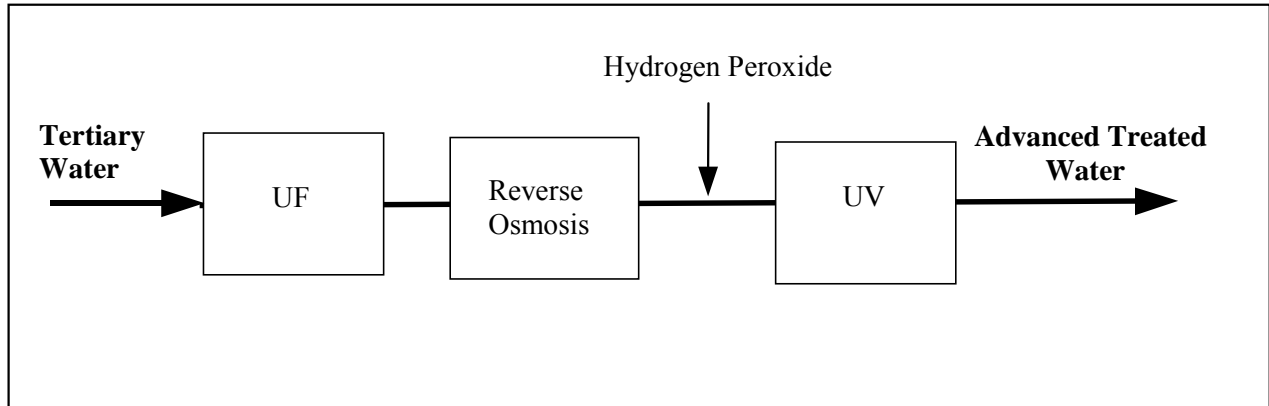 Hydrogen Peroxide
Tertiary
Water
UF
Reverse
Osmosis
UV
Advanced Treated
Water